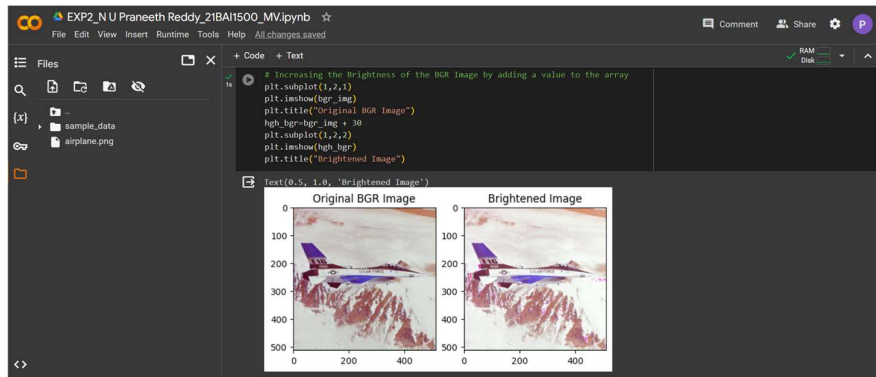 EXP2_N U Praneeth Reddy_21BAI1500_MV.ipynb
File Edit View Insert Runtime Tools Help All changes saved
Comment Share P
Files
+ Code + Text
RAM
Disk
..
sample_data
airplane.png
{x}
1s
# Increasing the Brightness of the BGR Image by adding a value to the array
plt.subplot(1,2,1)
plt.imshow(bgr_img)
plt.title("Original BGR Image")
hgh_bgr=bgr_img + 30
plt.subplot(1,2,2)
plt.imshow(hgh_bgr)
plt.title("Brightened Image")
Text(0.5, 1.0, 'Brightened Image')
Original BGR Image Brightened Image
0 0
100 100
200 200
U.S. AIR FORCE
300 300
400 400
500 500
0 200 400 0 200 400